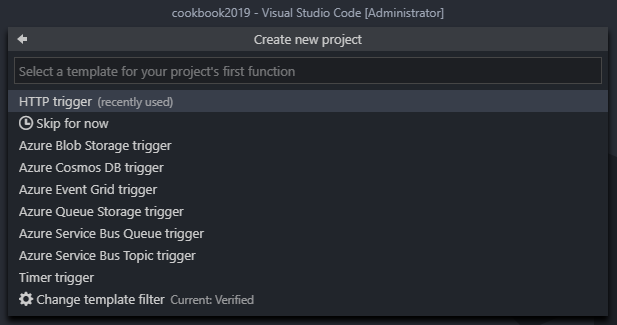 cookbook2019 - Visual Studio Code [Administrator]
Create new project
Select a template for your project's first function
HTTP trigger (recently used)
Skip for now
Azure Blob Storage trigger
Azure Cosmos DB trigger
Azure Event Grid trigger
Azure Queue Storage trigger
Azure Service Bus Queue trigger
Azure Service Bus Topic trigger
Timer trigger
Change template filter Current: Verified